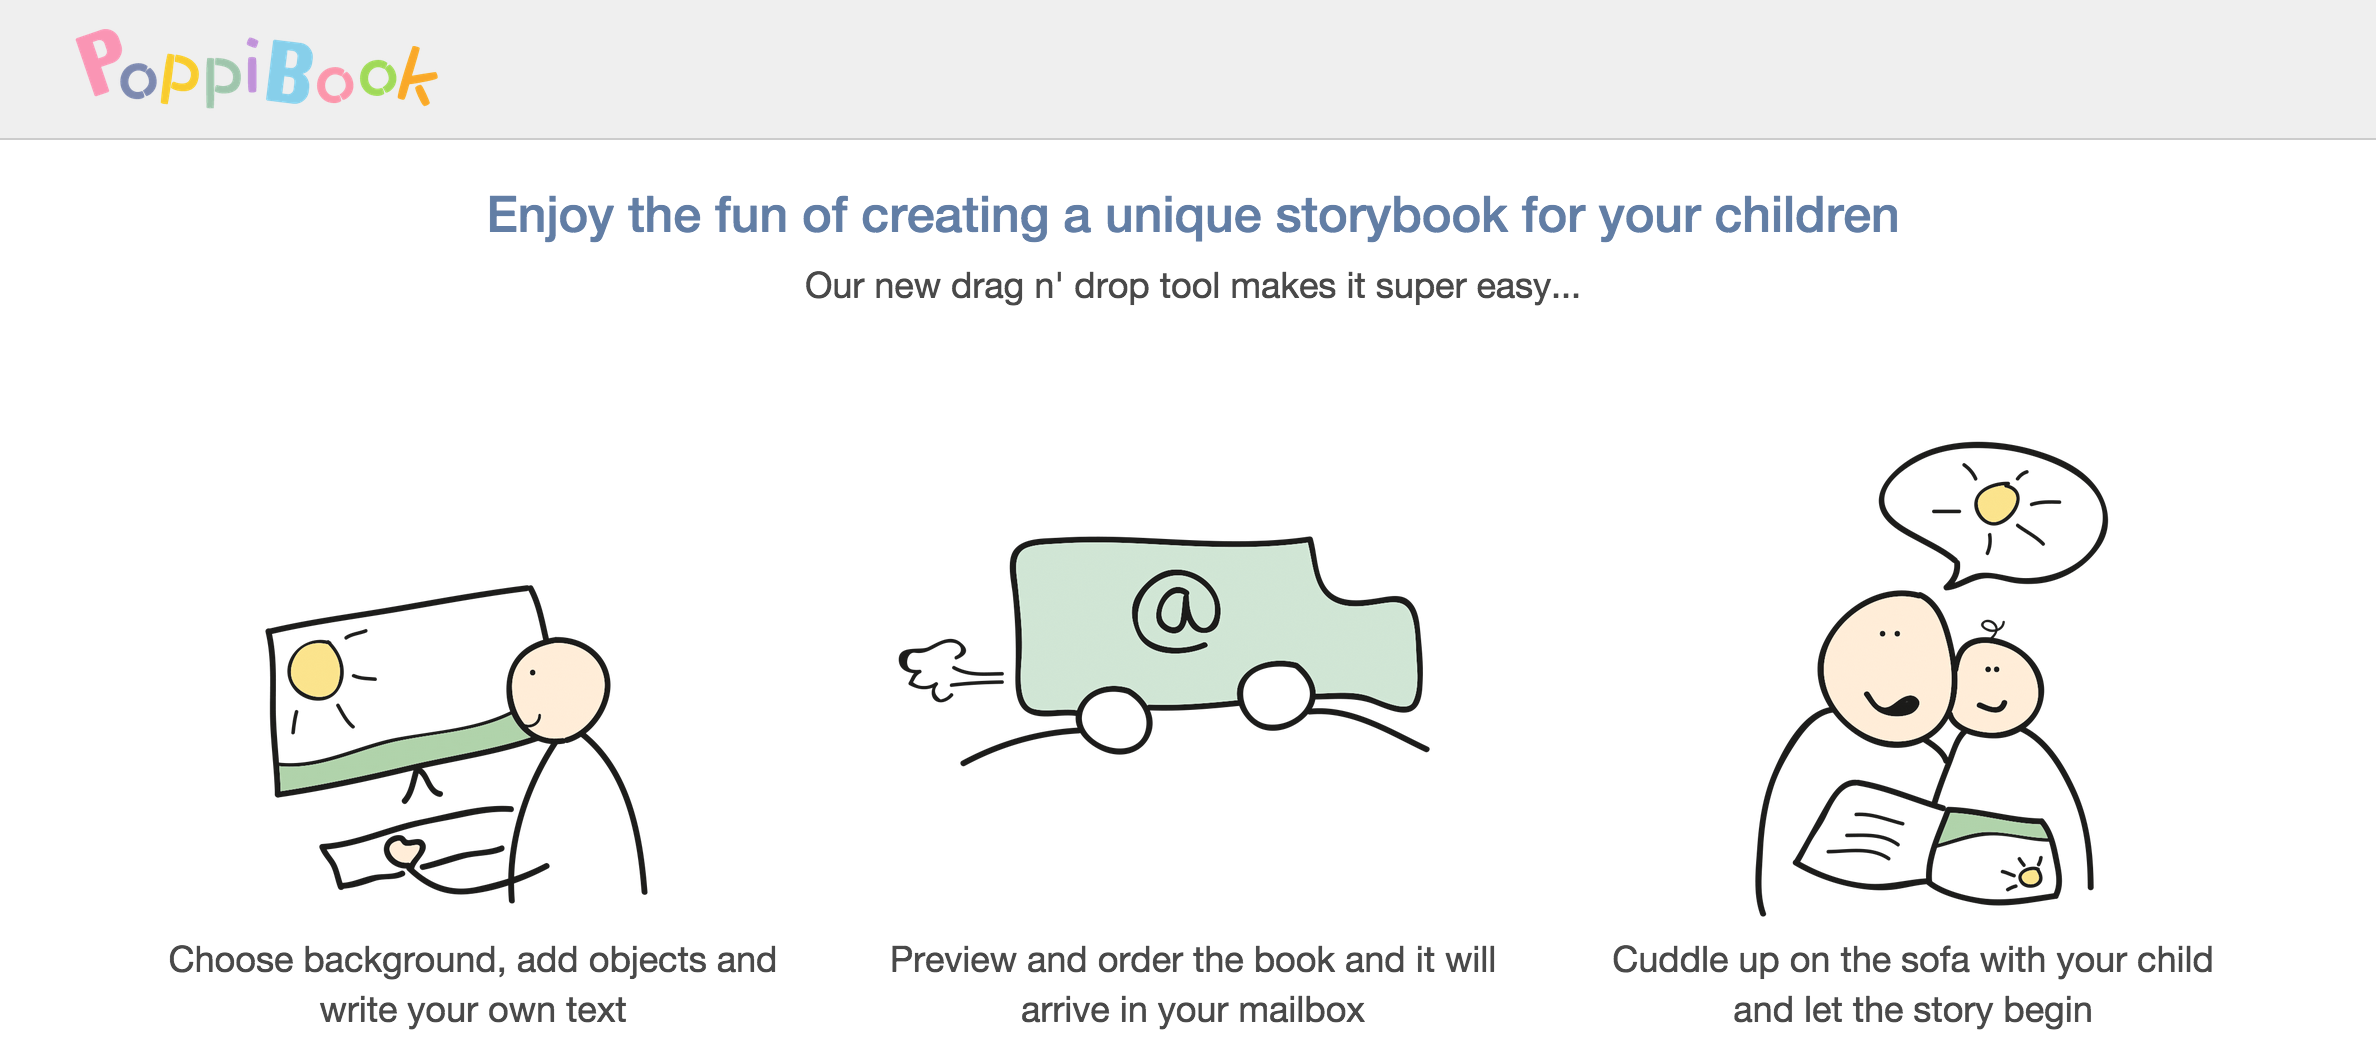 PoppiBook
Enjoy the fun of creating a unique storybook for your children
Our new drag n' drop tool makes it super easy...
@
Choose background, add objects and
write your own text
Preview and order the book and it will
arrive in your mailbox
Cuddle up on the sofa with your child
and let the story begin